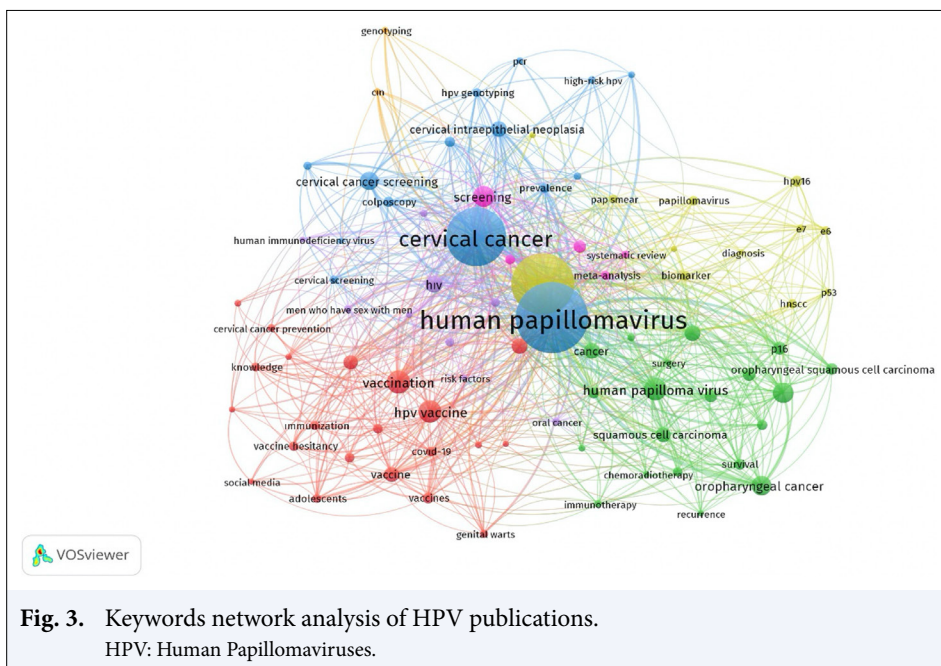 genotyping
pcr
high-risk hpv
cin
hpv genotyping
cervical intraepithelial neoplasia
cervical cancer screening
screening
prevalence
hpv16
colposcopy
pap smear
papillomavirus
e7
e6
human immunodeficiency virus
cervical cancer
systematic review
diagnosis
cervical screening
hiv
meta-analysis
biomarker
p53
hnscc
men who have sex with men
human papillomavirus
cervical cancer prevention
cancer
p16
knowledge
surgery
oropharyngeal squamous cell carcinoma
vaccination
risk factors
human papilloma virus
hpv vaccine
immunization
oral cancer
squamous cell carcinoma
vaccine hesitancy
covid-19
survival
social media
vaccine
chemoradiotherapy
oropharyngeal cancer
adolescents
vaccines
immunotherapy
recurrence
genital warts
VOSviewer
Fig. 3. Keywords network analysis of HPV publications.
HPV: Human Papillomaviruses.